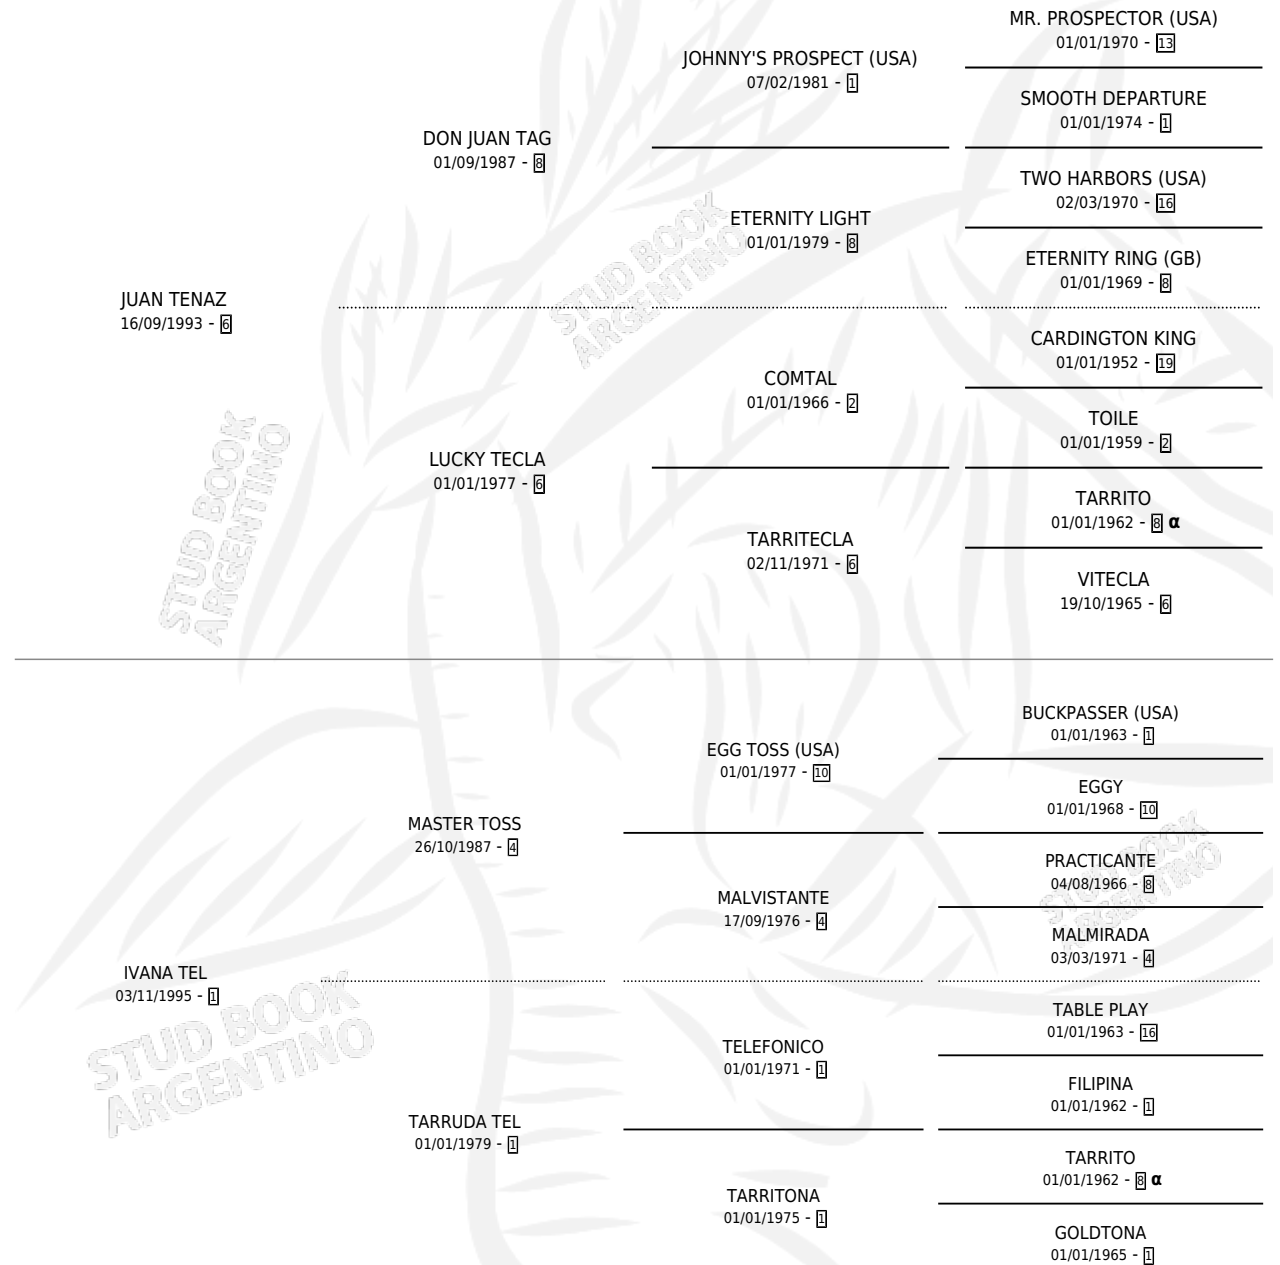 MR. PROSPECTOR (USA)
01/01/1970 - 13
JOHNNY'S PROSPECT (USA)
07/02/1981 - 1
SMOOTH DEPARTURE
01/01/1974 - 1
DON JUAN TAG
01/09/1987 - 8
TWO HARBORS (USA)
02/03/1970 - 16
ETERNITY LIGHT
01/01/1979 - 8
ETERNITY RING (GB)
01/01/1969 - 8
JUAN TENAZ
16/09/1993 - 6
CARDINGTON KING
01/01/1952 - 19
COMTAL
01/01/1966 - 2
TOILE
01/01/1959 - 2
LUCKY TECLA
01/01/1977 - 6
TARRITO
01/01/1962 - 8 α
TARRITECLA
02/11/1971 - 6
VITECLA
19/10/1965 - 6
STUD BOOK
ARGENTINO
STUD BOOK
ARGENTINO
BUCKPASSER (USA)
01/01/1963 - 1
EGG TOSS (USA)
01/01/1977 - 10
EGGY
01/01/1968 - 10
MASTER TOSS
26/10/1987 - 4
PRACTICANTE
04/08/1966 - 8
MALVISTANTE
17/09/1976 - 4
MALMIRADA
03/03/1971 - 4
IVANA TEL
03/11/1995 - 1
TABLE PLAY
01/01/1963 - 16
TELEFONICO
01/01/1971 - 1
FILIPINA
01/01/1962 - 1
TARRUDA TEL
01/01/1979 - 1
TARRITO
01/01/1962 - 8 α
TARRITONA
01/01/1975 - 1
GOLDTONA
01/01/1965 - 1
STUD BOOK
ARGENTINO
STUD BOOK
ARGENTINO